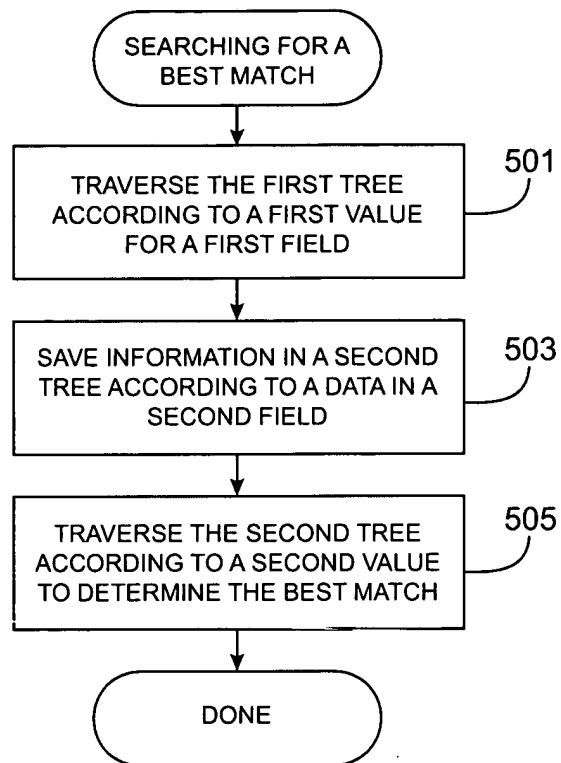 SEARCHING FOR A
BEST MATCH
TRAVERSE THE FIRST TREE
ACCORDING TO A FIRST VALUE
FOR A FIRST FIELD
501
SAVE INFORMATION IN A SECOND
TREE ACCORDING TO A DATA IN A
SECOND FIELD
503
TRAVERSE THE SECOND TREE
ACCORDING TO A SECOND VALUE
TO DETERMINE THE BEST MATCH
505
DONE